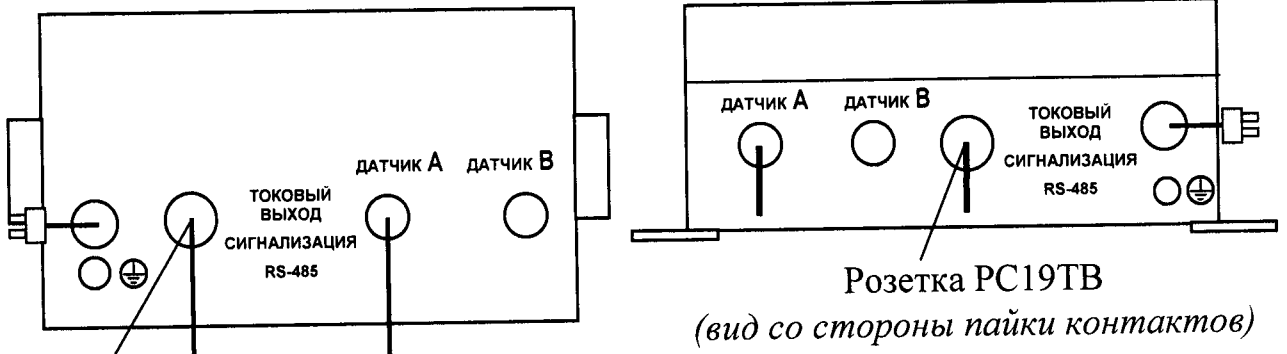 ДАТЧИК А ДАТЧИК В
ТОКОВЫЙ
ВЫХОД
СИГНАЛИЗАЦИЯ
RS-485
ДАТЧИК А ДАТЧИК В
ТОКОВЫЙ
ВЫХОД
СИГНАЛИЗАЦИЯ
RS-485
Розетка РС19ТВ
(вид со стороны пайки контактов)